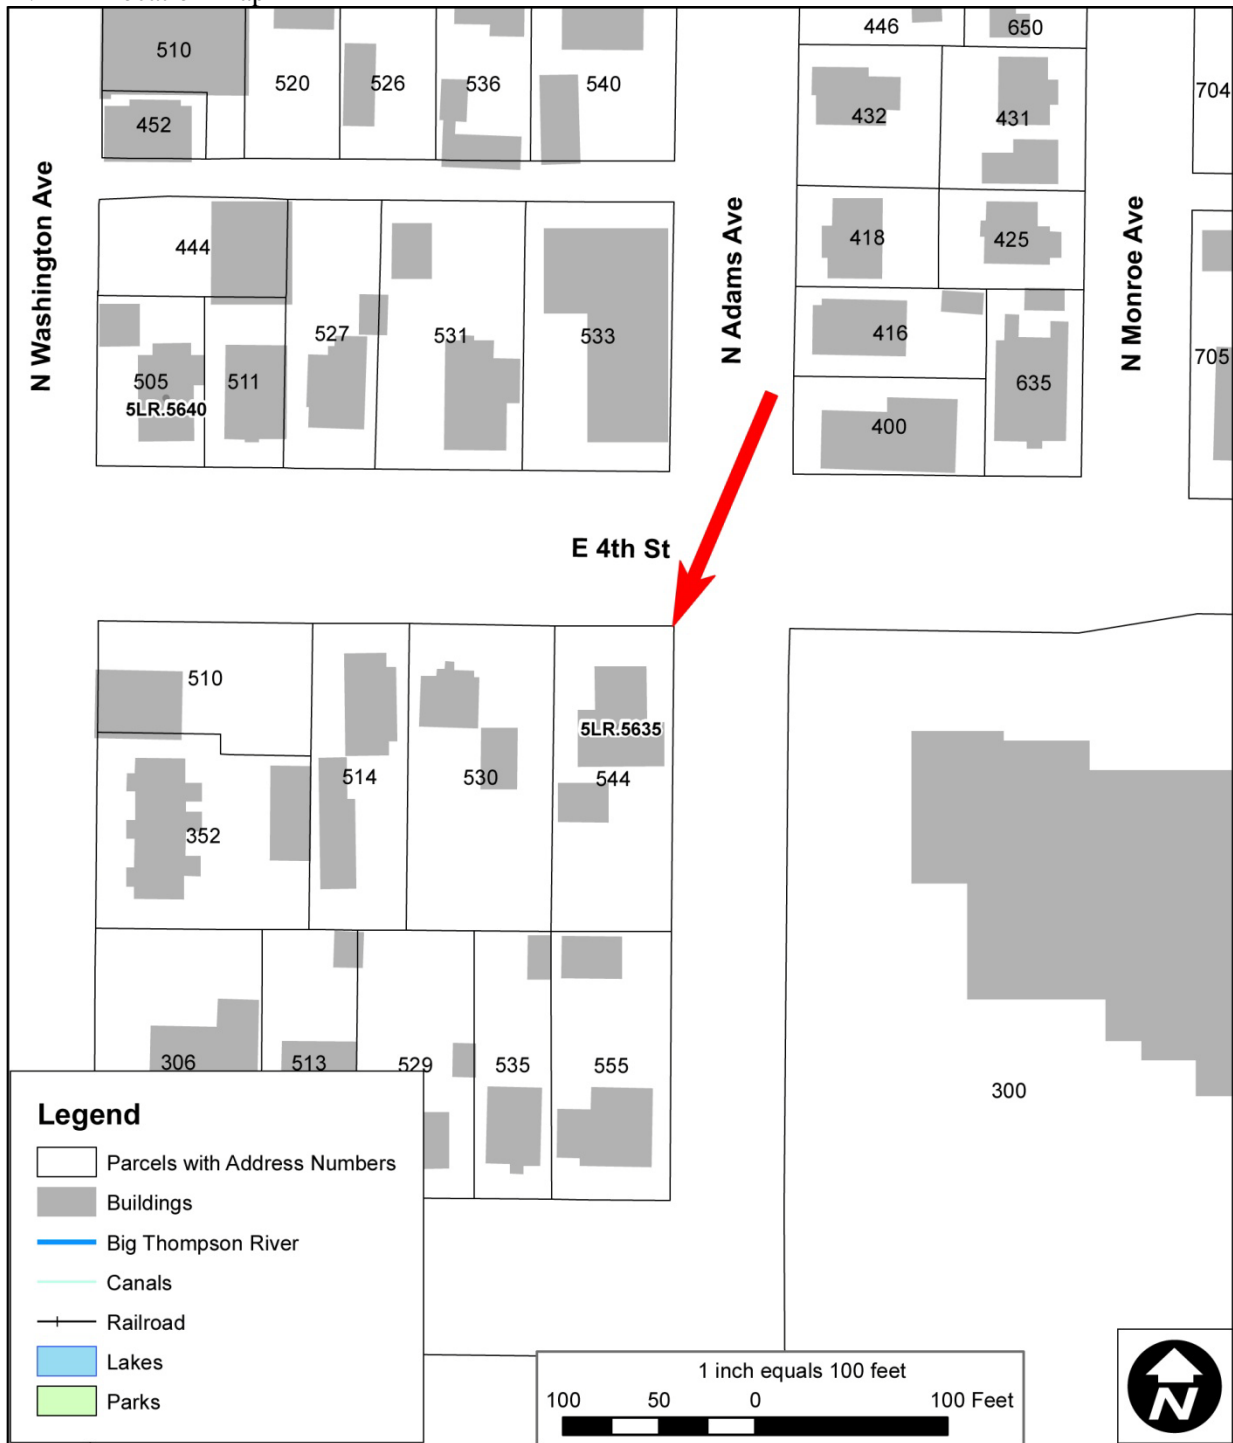 510
520
526
536
540
446
650
704
452
432
431
N Washington Ave
444
527
531
533
N Adams Ave
418
425
N Monroe Ave
416
505
511
5LR.5640
400
635
705
E 4th St
510
5LR.5635
514
530
544
352
306
513
529
535
555
300
Legend
Parcels with Address Numbers
Buildings
Big Thompson River
Canals
Railroad
Lakes
Parks
1 inch equals 100 feet
100 50 0 100 Feet
N